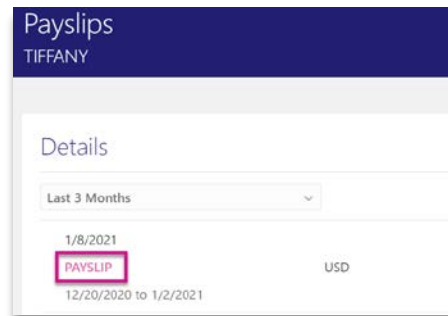 Payslips
TIFFANY
Details
Last 3 Months
1/8/2021
PAYSLIP USD
12/20/2020 to 1/2/2021